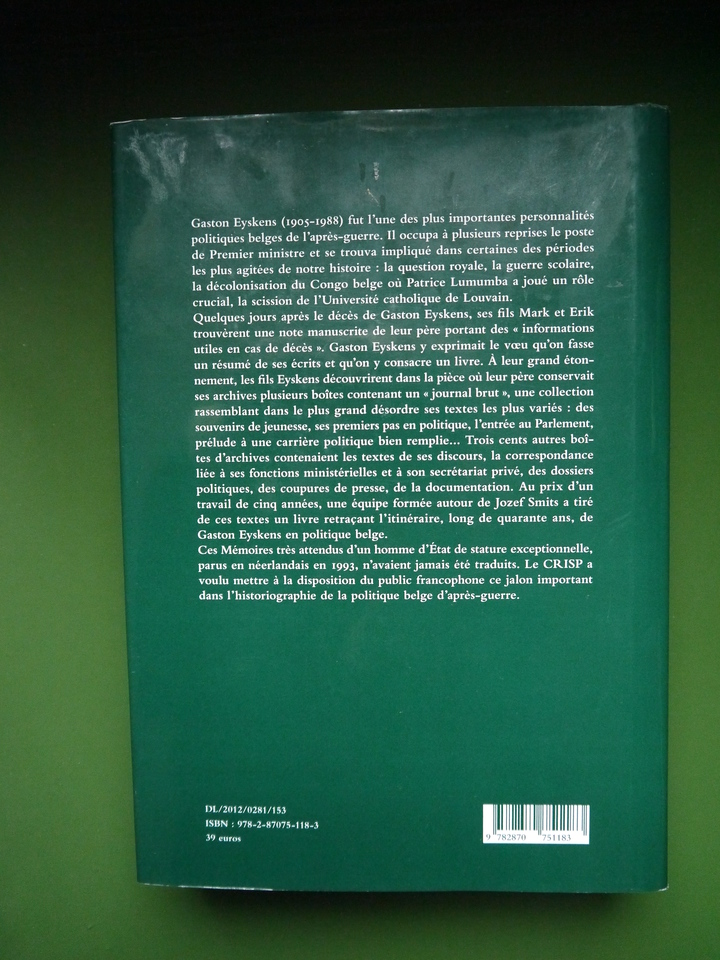 Gaston Eyskens (1905-1988) fut l'une des plus importantes personnalités
politiques belges de l'après-guerre. Il occupa à plusieurs reprises le poste
de Premier ministre et se trouva impliqué dans certaines des périodes
les plus agitées de notre histoire : la question royale, la guerre scolaire,
la décolonisation du Congo belge où Patrice Lumumba a joué un rôle
crucial, la scission de l'Université catholique de Louvain.
Quelques jours après le décès de Gaston Eyskens, ses fils Mark et Erik
trouvèrent une note manuscrite de leur père portant des « informations
utiles en cas de décès ». Gaston Eyskens y exprimait le vœu qu'on fasse
un résumé de ses écrits et qu'on y consacre un livre. À leur grand éton-
nement, les fils Eyskens découvrirent dans la pièce où leur père conservait
ses archives plusieurs boîtes contenant un « journal brut », une collection
rassemblant dans le plus grand désordre ses textes les plus variés : des
souvenirs de jeunesse, ses premiers pas en politique, l'entrée au Parlement,
prélude à une carrière politique bien remplie... Trois cents autres boî-
tes d'archives contenaient les textes de ses discours, la correspondance
liée à ses fonctions ministérielles et à son secrétariat privé, des dossiers
politiques, des coupures de presse, de la documentation. Au prix d'un
travail de cinq années, une équipe formée autour de Jozef Smits a tiré
de ces textes un livre retraçant l'itinéraire, long de quarante ans, de
Gaston Eyskens en politique belge.
Ces Mémoires très attendus d'un homme d'État de stature exceptionnelle,
parus en néerlandais en 1993, n'avaient jamais été traduits. Le CRISP a
voulu mettre à la disposition du public francophone ce jalon important
dans l'historiographie de la politique belge d'après-guerre.
DL/2012/0281/153
ISBN : 978-2-87075-118-3
39 euros
9 782870 751183